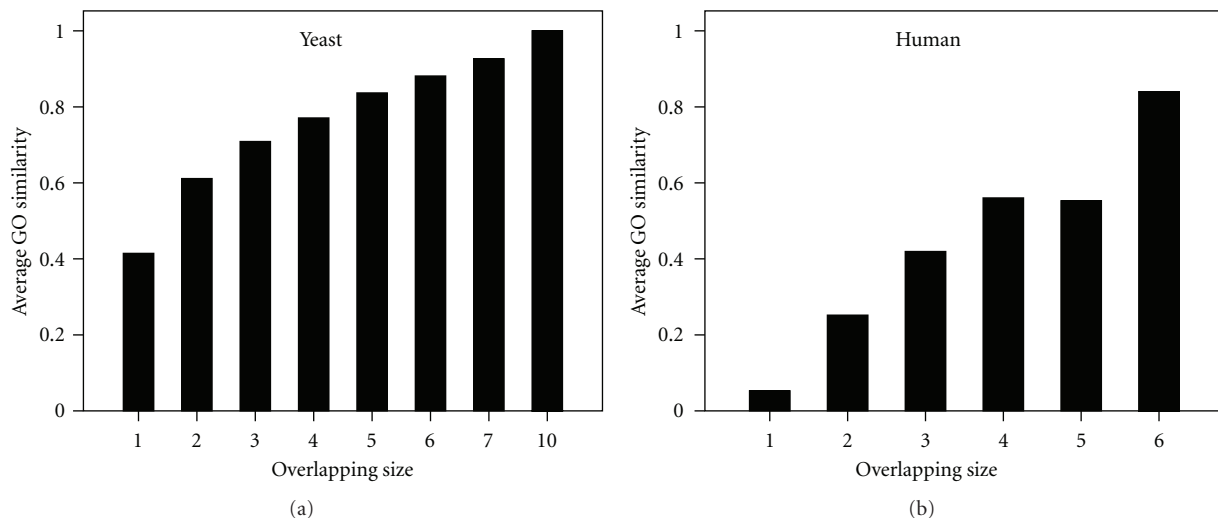 Yeast
Average GO similarity
1
0.8
0.6
0.4
0.2
0
1 2 3 4 5 6 7 10
Overlapping size
(a)
Human
Average GO similarity
1
0.8
0.6
0.4
0.2
0
1 2 3 4 5 6
Overlapping size
(b)